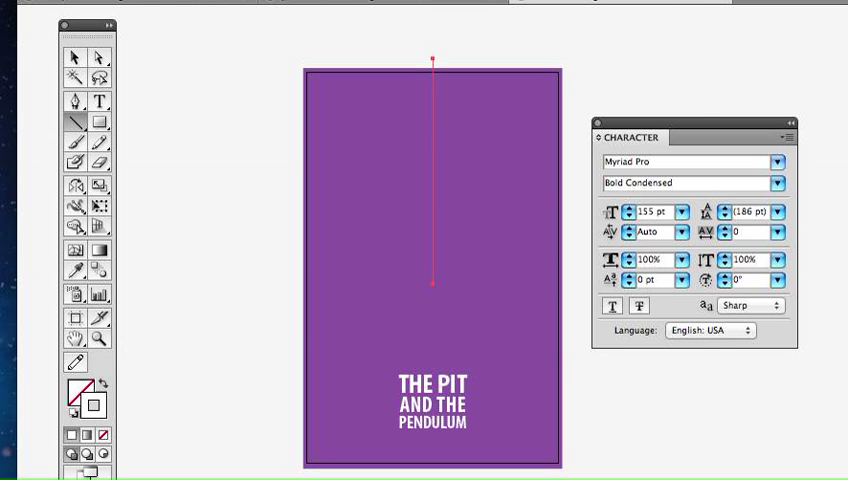 T
CHARACTER
Myriad Pro
Bold Condensed
155 pt
(186 pt)
Auto
0
100%
100%
0 pt
0°
T
T
aa
Sharp
Language:
English: USA
THE PIT
AND THE
PENDULUM